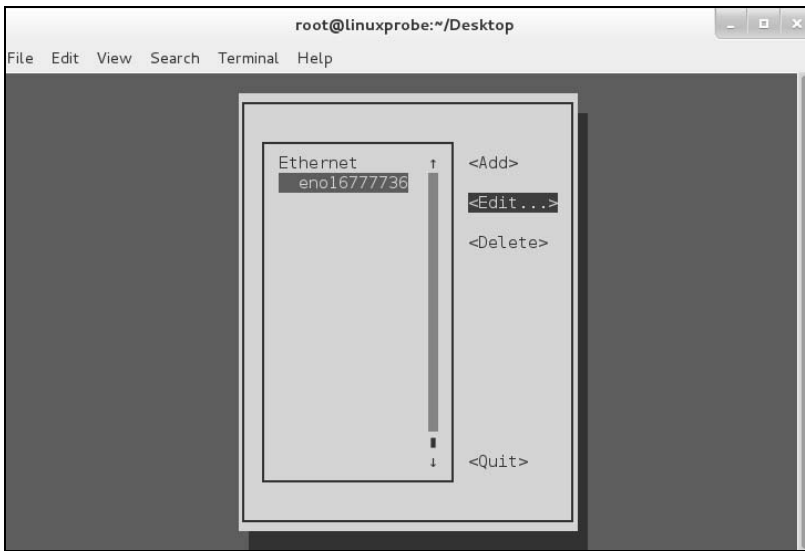 root@linuxprobe:~/Desktop
File Edit View Search Terminal Help
Ethernet
eno16777736
<Add>
<Edit...>
<Delete>
<Quit>